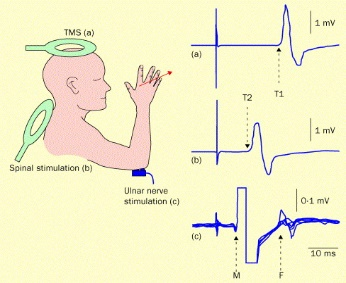 TMS (a)
Spinal stimulation (b)
Ulnar nerve
stimulation (c)
1 mV
(a)
T1
T2
1 mV
(b)
0·1 mV
(c)
10 ms
M
F